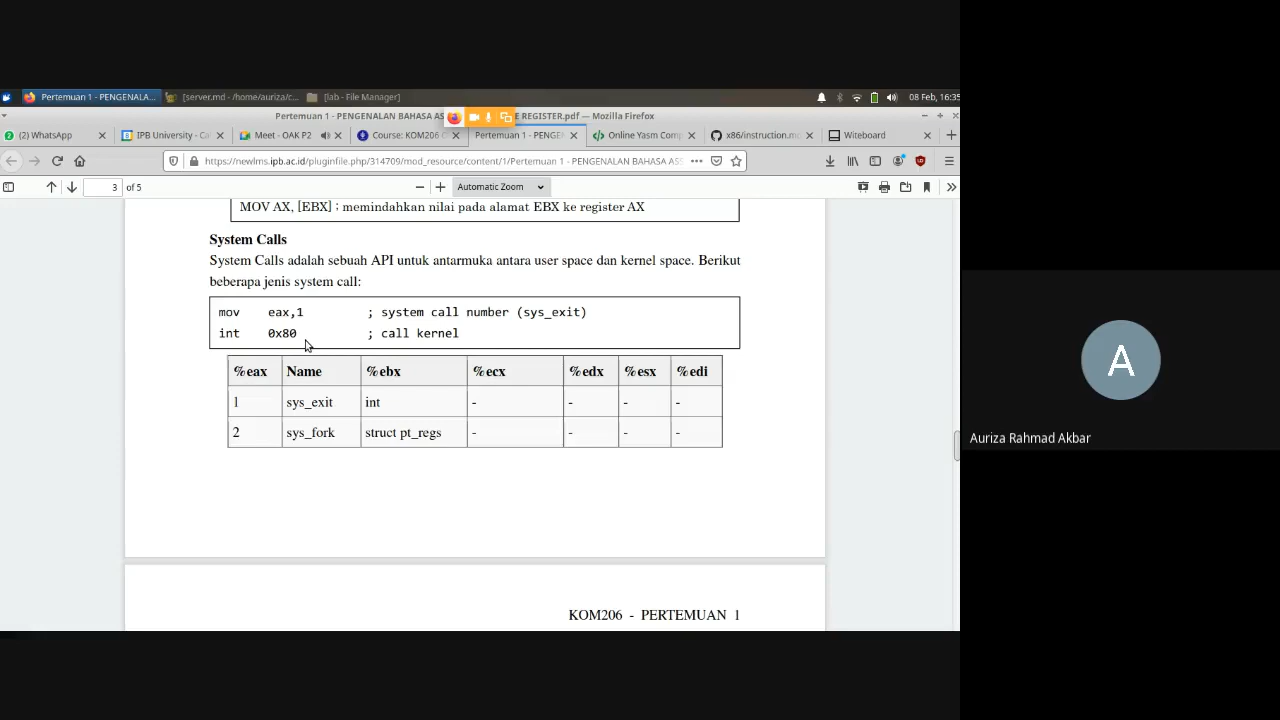 Pertemuan 1 - PENGENALA...
[server.md - /home/auriza/c...
[lab - File Manager]
08 Feb, 16:35
Pertemuan 1 - PENGENALAN BAHASA AS E REGISTER.pdf — Mozilla Firefox
(2) WhatsApp
IPB University - Ca
Meet - OAK P2
Course: KOM206 O
Pertemuan 1 - PENGEN
Online Yasm Comp
x86/instruction.mo
Witeboard
https://newlms.ipb.ac.id/pluginfile.php/314709/mod_resource/content/1/Pertemuan 1 - PENGENALAN BAHASA ASS
3 of 5
Automatic Zoom
MOV AX, [EBX] ; memindahkan nilai pada alamat EBX ke register AX
System Calls
System Calls adalah sebuah API untuk antarmuka antara user space dan kernel space. Berikut
beberapa jenis system call:
mov eax,1 ; system call number (sys_exit)
int 0x80 ; call kernel
%eax Name %ebx %ecx %edx %esx %edi
1 sys_exit int - - - -
2 sys_fork struct pt_regs - - - -
KOM206 - PERTEMUAN 1
A
Auriza Rahmad Akbar